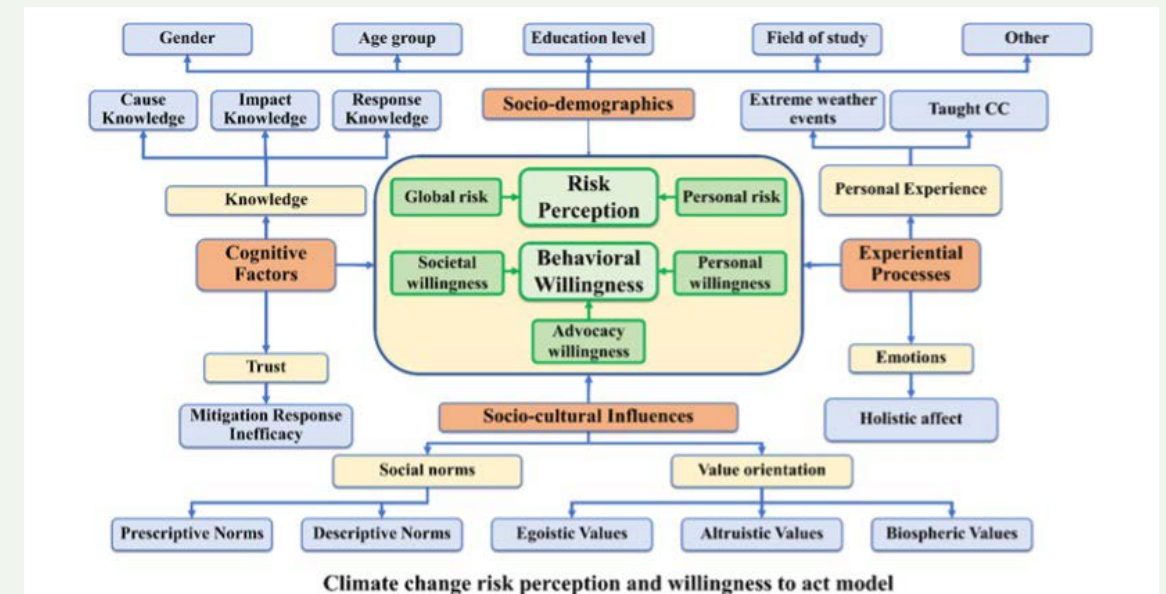 Gender
Age group
Education level
Field of study
Other
Cause
Knowledge
Impact
Knowledge
Response
Knowledge
Socio-demographics
Extreme weather
events
Taught CC
Knowledge
Personal Experience
Global risk
Risk
Perception
Personal risk
Cognitive
Factors
Societal
willingness
Behavioral
Willingness
Personal
willingness
Experiential
Processes
Advocacy
willingness
Trust
Emotions
Mitigation Response
Inefficacy
Socio-cultural Influences
Holistic affect
Social norms
Value orientation
Prescriptive Norms
Descriptive Norms
Egoistic Values
Altruistic Values
Biospheric Values
Climate change risk perception and willingness to act model